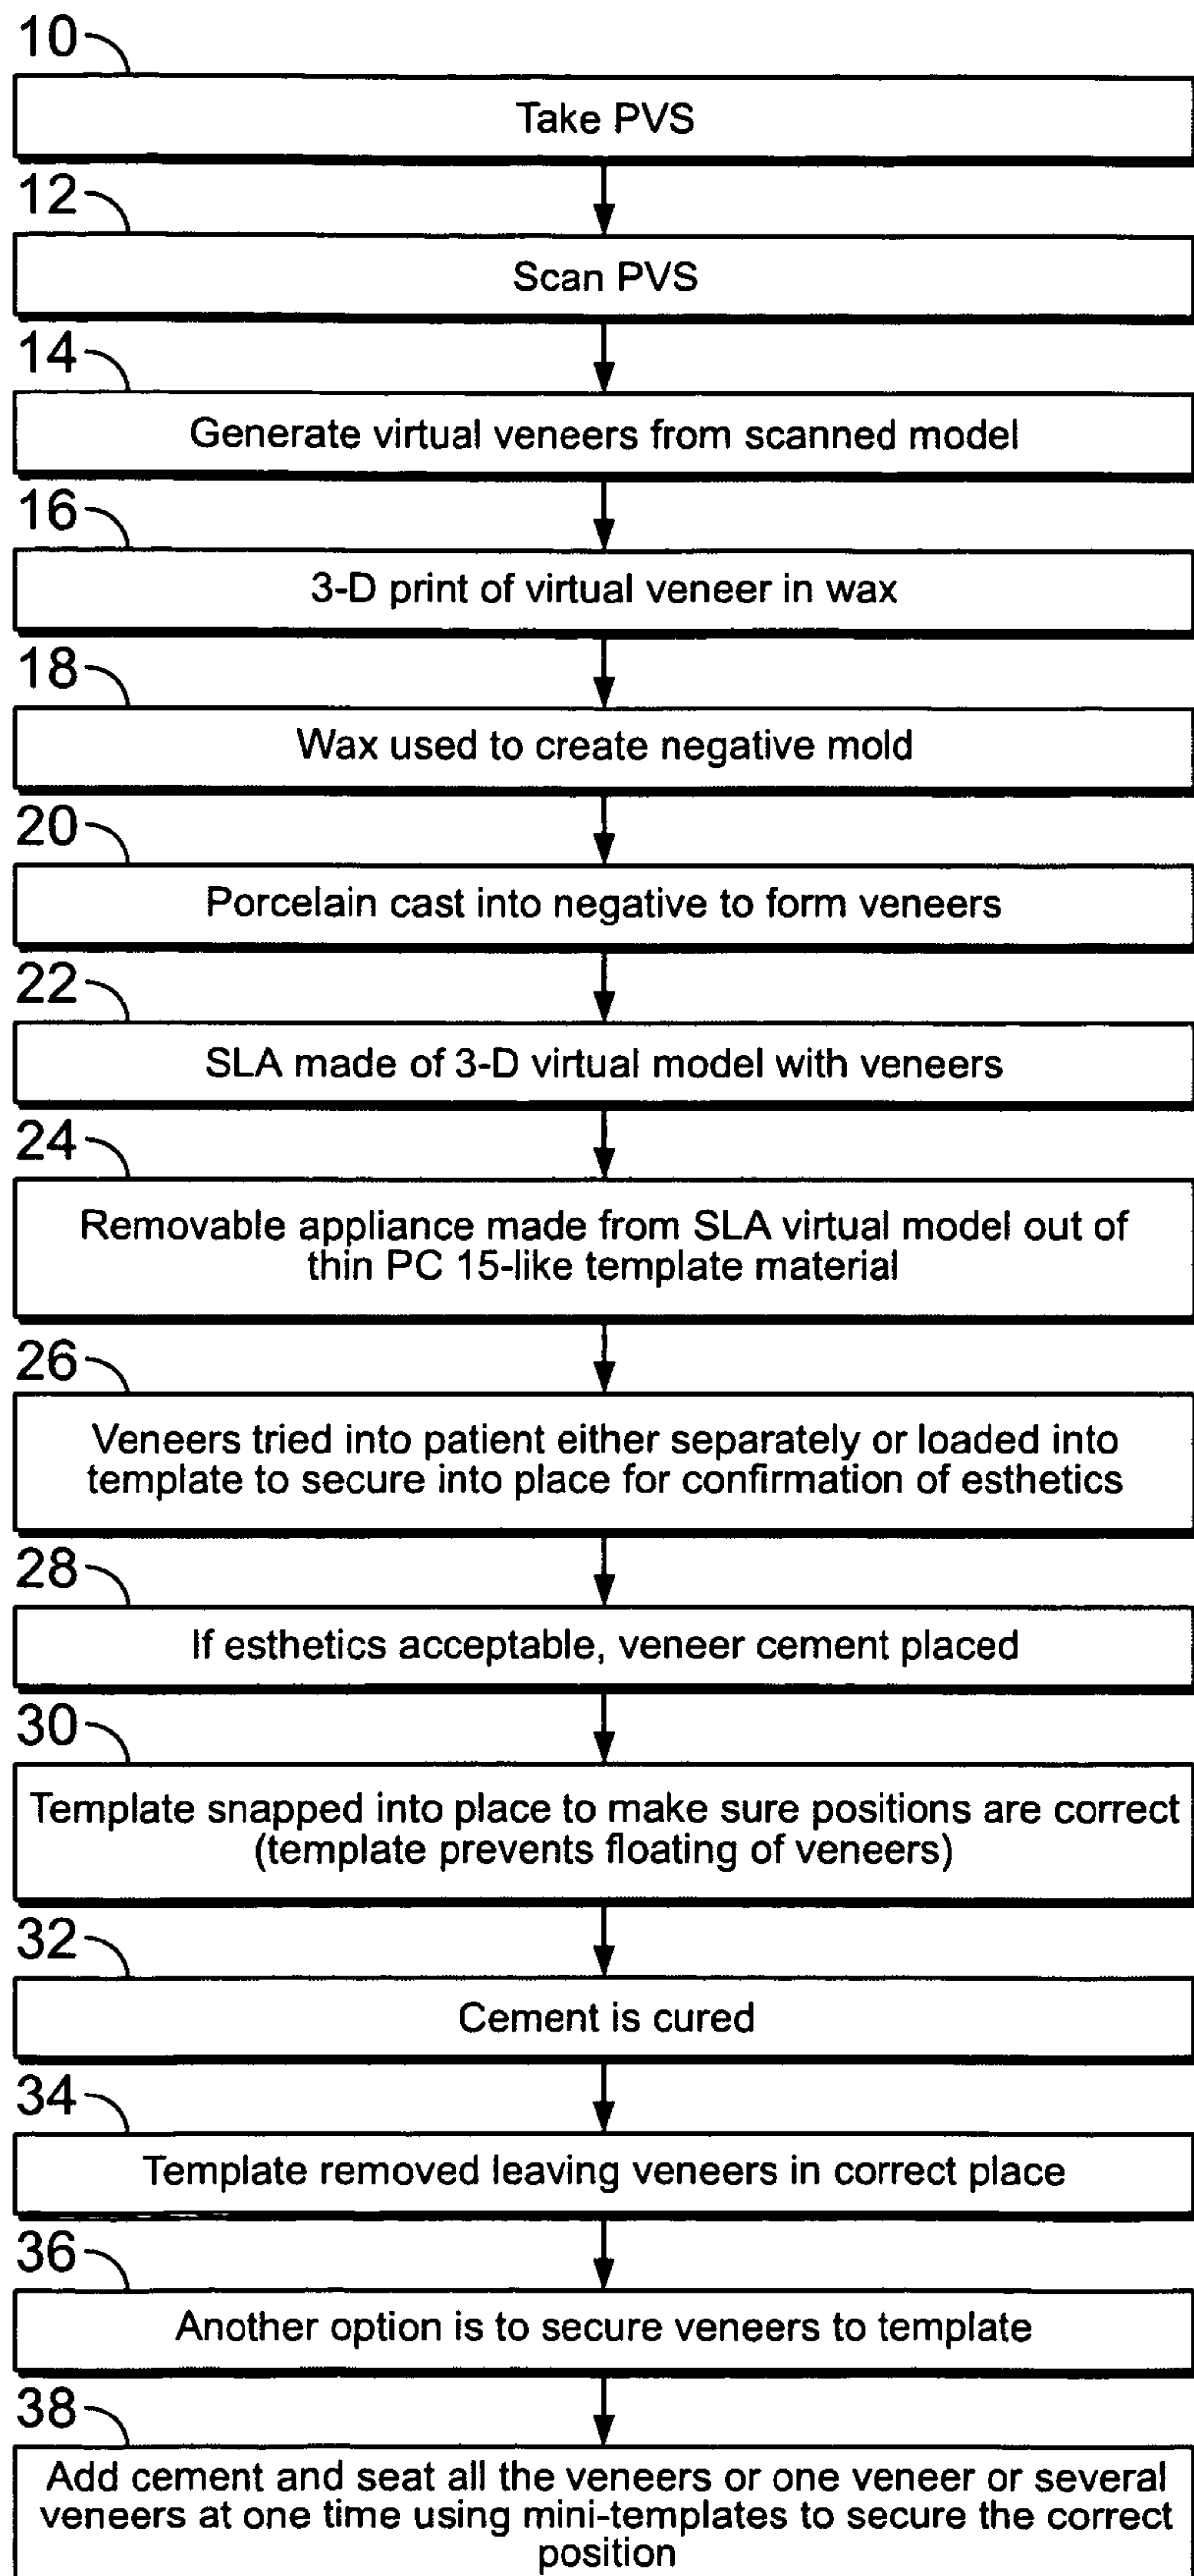 10
Take PVS
12
Scan PVS
14
Generate virtual veneers from scanned model
16
3-D print of virtual veneer in wax
18
Wax used to create negative mold
20
Porcelain cast into negative to form veneers
22
SLA made of 3-D virtual model with veneers
24
Removable appliance made from SLA virtual model out of
thin PC 15-like template material
26
Veneers tried into patient either separately or loaded into
template to secure into place for confirmation of esthetics
28
If esthetics acceptable, veneer cement placed
30
Template snapped into place to make sure positions are correct
(template prevents floating of veneers)
32
Cement is cured
34
Template removed leaving veneers in correct place
36
Another option is to secure veneers to template
38
Add cement and seat all the veneers or one veneer or several
veneers at one time using mini-templates to secure the correct
position